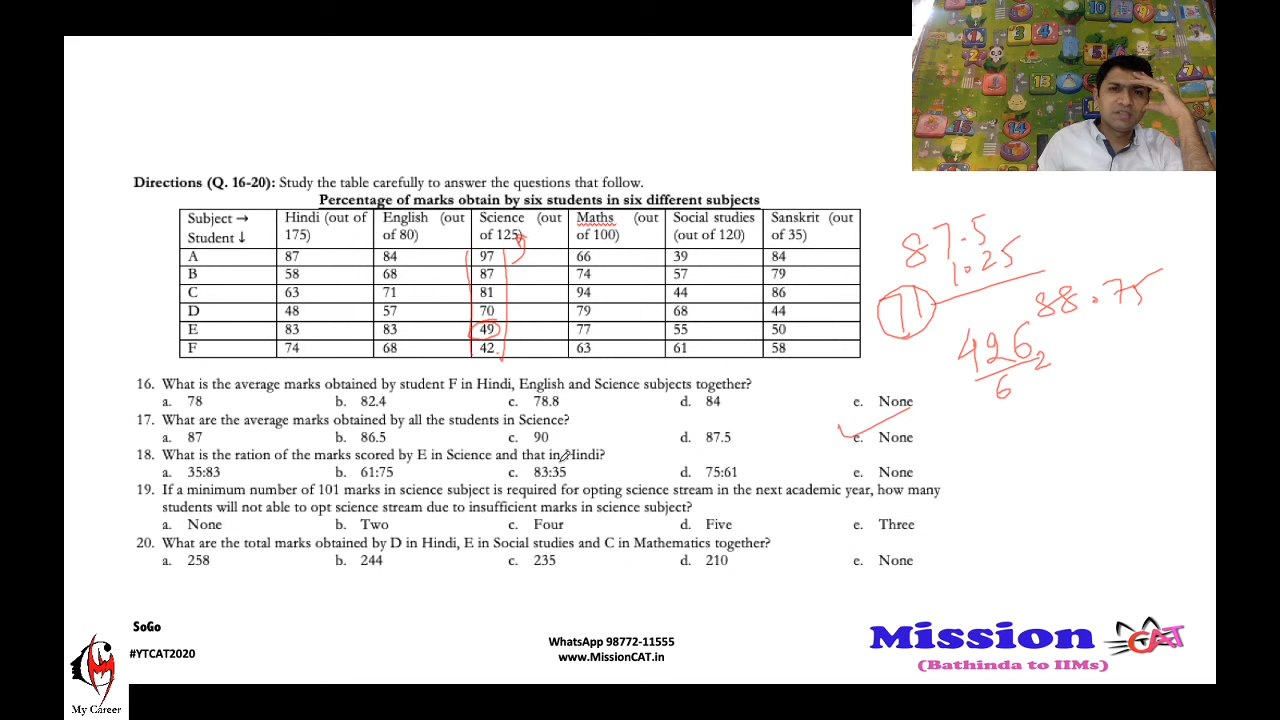 Directions (Q. 16-20): Study the table carefully to answer the questions that follow.
Percentage of marks obtain by six students in six different subjects
Subject → Student ↓ Hindi (out of 175) English (out of 80) Science (out of 125) Maths (out of 100) Social studies (out of 120) Sanskrit (out of 35)
A 87 84 97 66 39 84
B 58 68 87 74 57 79
C 63 71 81 94 44 86
D 48 57 70 79 68 44
E 83 83 49 77 55 50
F 74 68 42 63 61 58
87.5
1.25
88.75
71
426
2
6
16. What is the average marks obtained by student F in Hindi, English and Science subjects together?
a. 78 b. 82.4 c. 78.8 d. 84 e. None
17. What are the average marks obtained by all the students in Science?
a. 87 b. 86.5 c. 90 d. 87.5 e. None
18. What is the ration of the marks scored by E in Science and that in Hindi?
a. 35:83 b. 61:75 c. 83:35 d. 75:61 e. None
19. If a minimum number of 101 marks in science subject is required for opting science stream in the next academic year, how many
students will not able to opt science stream due to insufficient marks in science subject?
a. None b. Two c. Four d. Five e. Three
20. What are the total marks obtained by D in Hindi, E in Social studies and C in Mathematics together?
a. 258 b. 244 c. 235 d. 210 e. None
SoGo
#YTCAT2020
My Career
WhatsApp 98772-11555
www.MissionCAT.in
Mission CAT
(Bathinda to IIMs)